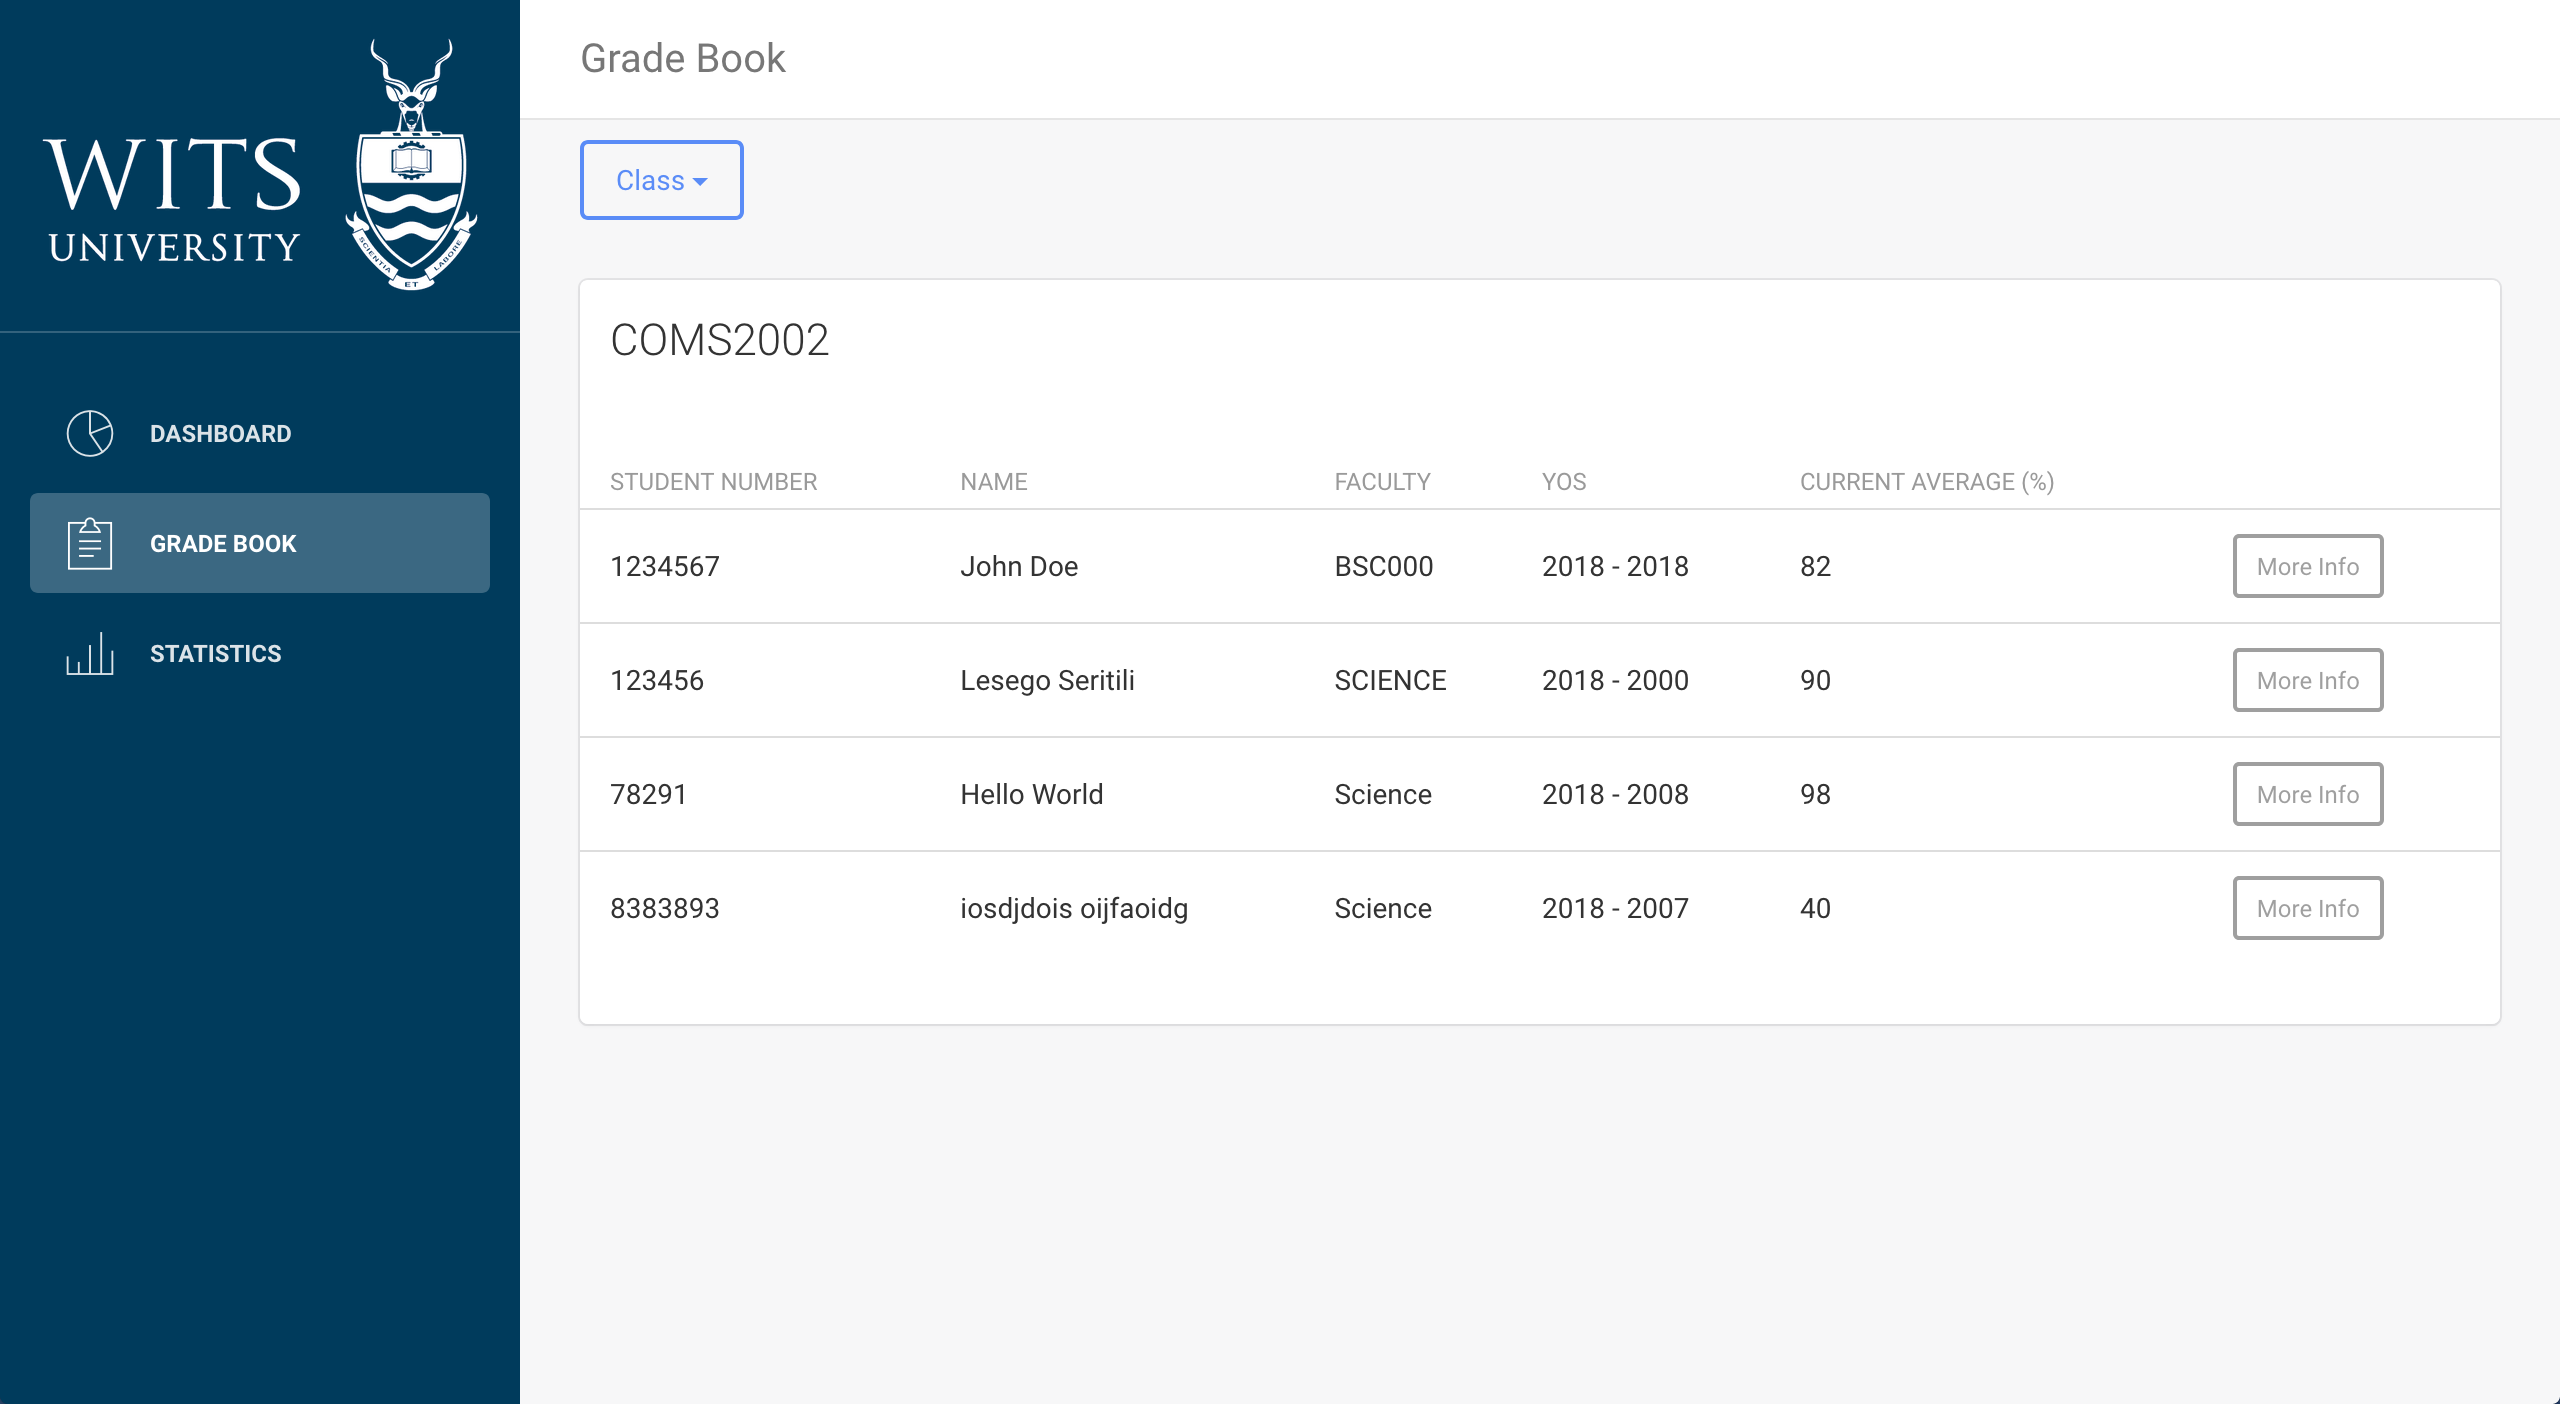 WITS
UNIVERSITY
SCIENTIA
ET
LABORE
DASHBOARD
GRADE BOOK
STATISTICS
Grade Book
Class
COMS2002
STUDENT NUMBER NAME FACULTY YOS CURRENT AVERAGE (%)
1234567 John Doe BSC000 2018 - 2018 82 More Info
123456 Lesego Seritili SCIENCE 2018 - 2000 90 More Info
78291 Hello World Science 2018 - 2008 98 More Info
8383893 iosdjdois oijfaoidg Science 2018 - 2007 40 More Info